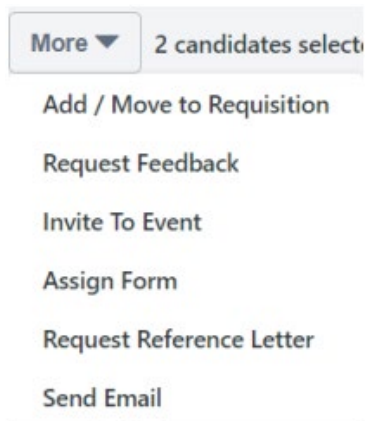 More 2 candidates select
Add / Move to Requisition
Request Feedback
Invite To Event
Assign Form
Request Reference Letter
Send Email